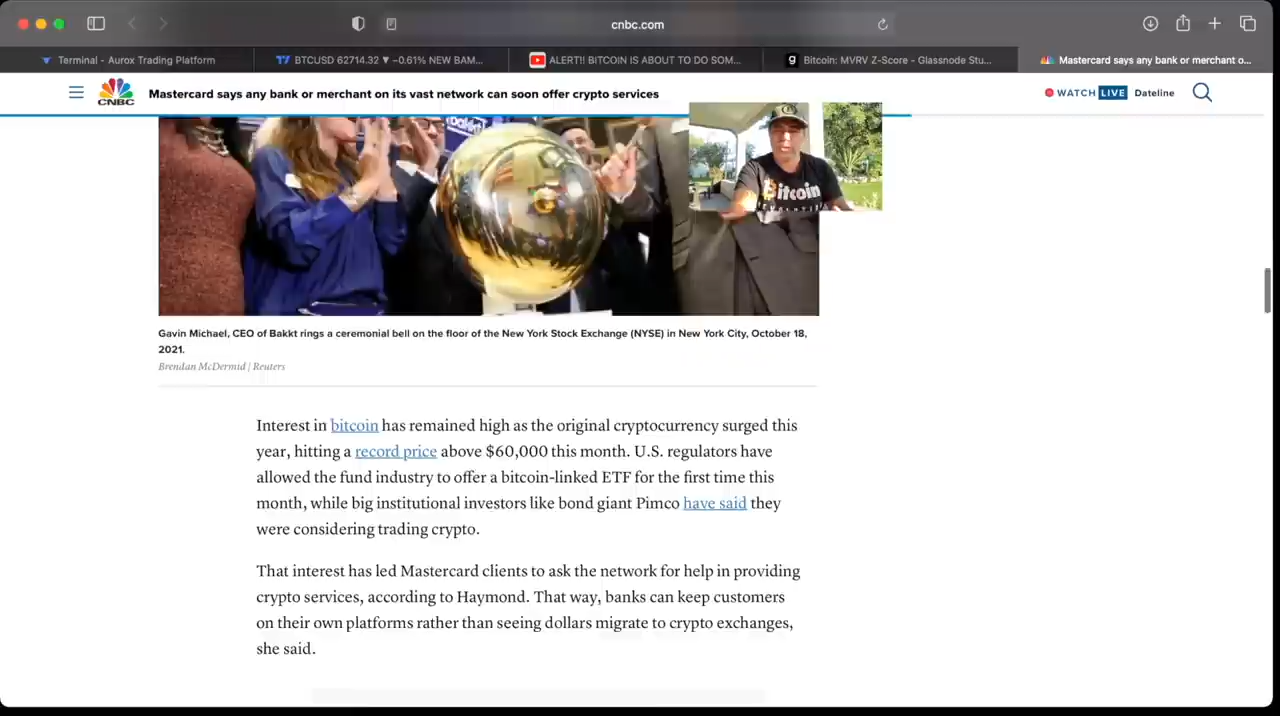 cnbc.com
Terminal - Aurox Trading Platform
BTCUSD 62714.32 ▼ −0.61% NEW BAM...
ALERT!! BITCOIN IS ABOUT TO DO SOM...
Bitcoin: MVRV Z-Score - Glassnode Stu...
Mastercard says any bank or merchant o...
CNBC
Mastercard says any bank or merchant on its vast network can soon offer crypto services
WATCH LIVE
Dateline
Bakkt
Bitcoin
Gavin Michael, CEO of Bakkt rings a ceremonial bell on the floor of the New York Stock Exchange (NYSE) in New York City, October 18,
2021.
Brendan McDermid | Reuters
Interest in bitcoin has remained high as the original cryptocurrency surged this
year, hitting a record price above $60,000 this month. U.S. regulators have
allowed the fund industry to offer a bitcoin-linked ETF for the first time this
month, while big institutional investors like bond giant Pimco have said they
were considering trading crypto.
That interest has led Mastercard clients to ask the network for help in providing
crypto services, according to Haymond. That way, banks can keep customers
on their own platforms rather than seeing dollars migrate to crypto exchanges,
she said.